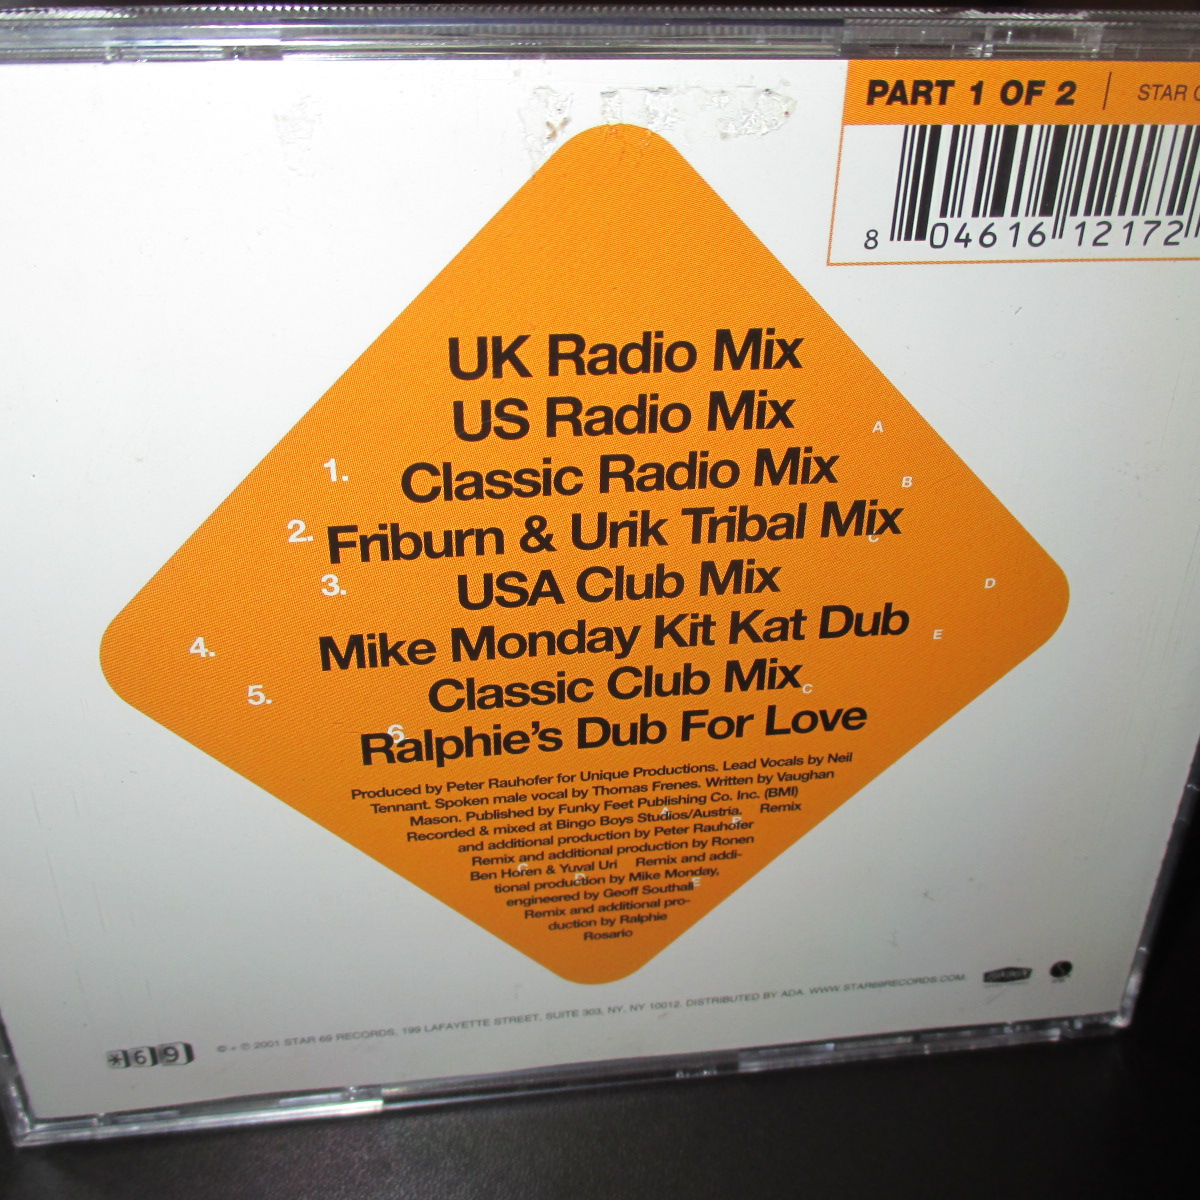 PART 1 OF 2 | STAR
8 04616 12172
UK Radio Mix
US Radio Mix A
1. Classic Radio Mix B
2. Friburn & Urik Tribal Mix C
3. USA Club Mix D
4. Mike Monday Kit Kat Dub E
5. Classic Club Mix C
6. Ralphie's Dub For Love
Produced by Peter Rauhofer for Unique Productions. Lead Vocals by Neil
Tennant. Spoken male vocal by Thomas Frenes. Written by Vaughan
Mason. Published by Funky Feet Publishing Co. Inc. (BMI)
Recorded & mixed at Bingo Boys Studios/Austria. Remix
and additional production by Peter Rauhofer
Remix and additional production by Ronen
Ben Horen & Yuval Uri Remix and addi-
tional production by Mike Monday,
engineered by Geoff Southall
Remix and additional pro-
duction by Ralphie
Rosario
*69 © + ℗ 2001 STAR 69 RECORDS, 199 LAFAYETTE STREET, SUITE 303, NY, NY 10012. DISTRIBUTED BY ADA. WWW.STAR69RECORDS.COM